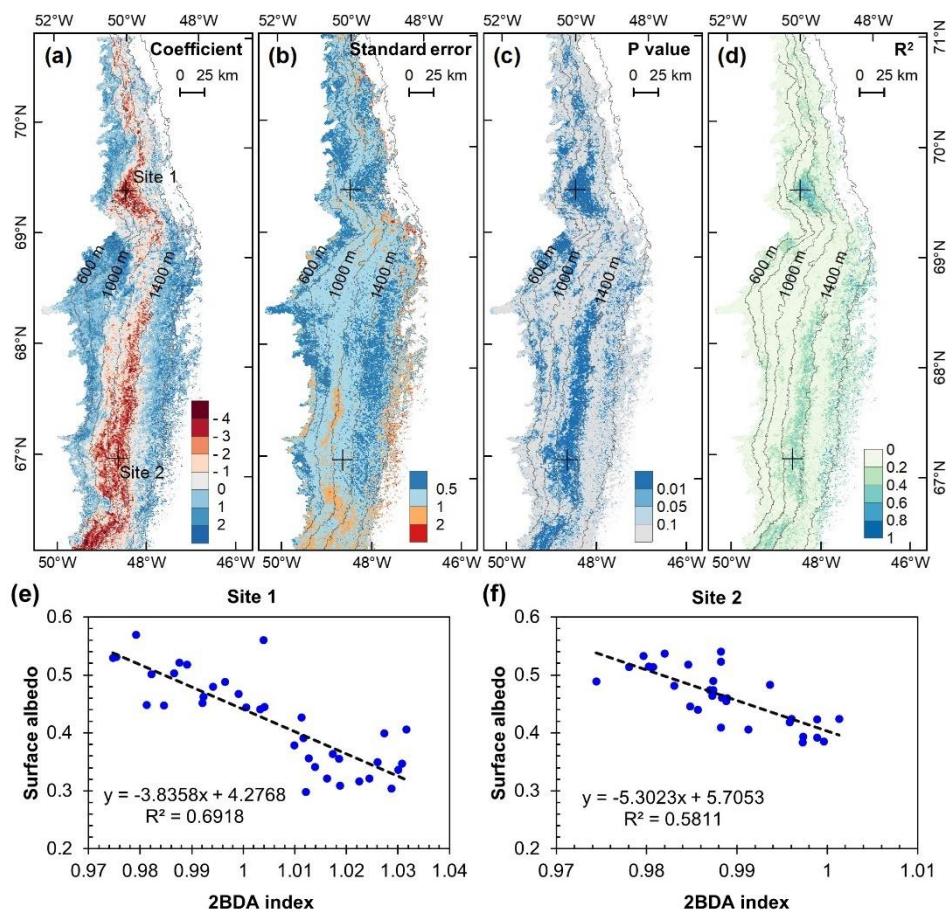 52°W 50°W 52°W 50°W 52°W 50°W 52°W 50°W
(a) Coefficient
0 25 km
(b) Standard error
0 25 km
(c) P value
0 25 km
(d) R²
0 25 km
71°N
70°N
69°N
68°N
67°N
70°N
69°N
68°N
67°N
Site 1
600 m
1000 m
1400 m
Site 2
- 4
- 3
- 2
- 1
0
1
2
600 m
1000 m
1400 m
0.5
1
2
600 m
1000 m
1400 m
0.01
0.05
0.1
600 m
1000 m
1400 m
0
0.2
0.4
0.6
0.8
1
50°W 48°W 50°W 48°W 50°W 48°W 50°W 48°W 46°W
(e) Site 1
Surface albedo
0.6
0.5
0.4
0.3
0.2
y = -3.8358x + 4.2768
R² = 0.6918
0.97 0.98 0.99 1 1.01 1.02 1.03 1.04
2BDA index
(f) Site 2
Surface albedo
0.6
0.5
0.4
0.3
0.2
y = -5.3023x + 5.7053
R² = 0.5811
0.97 0.98 0.99 1 1.01
2BDA index